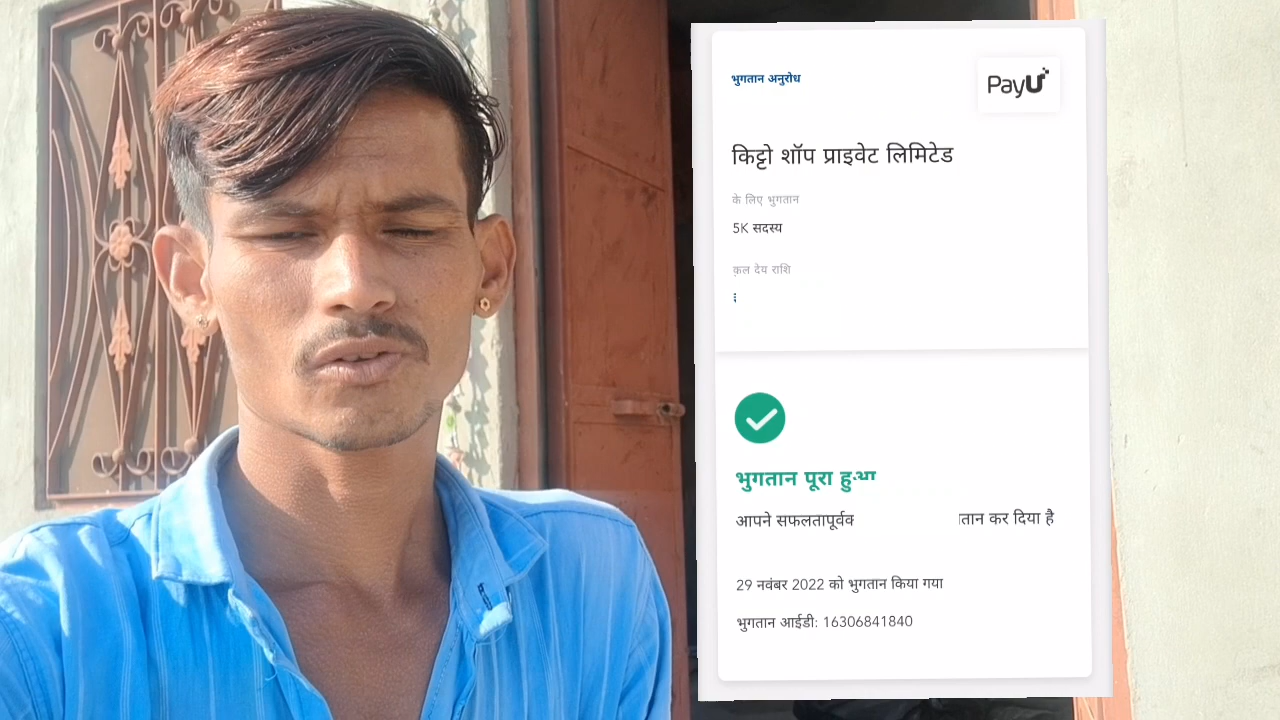 भुगतान अनुरोध
PayU
किट्टो शॉप प्राइवेट लिमिटेड
के लिए भुगतान
5K सदस्य
कुल देय राशि
भुगतान पूरा हुआ
आपने सफलतापूर्वक तान कर दिया है
29 नवंबर 2022 को भुगतान किया गया
भुगतान आईडी: 16306841840